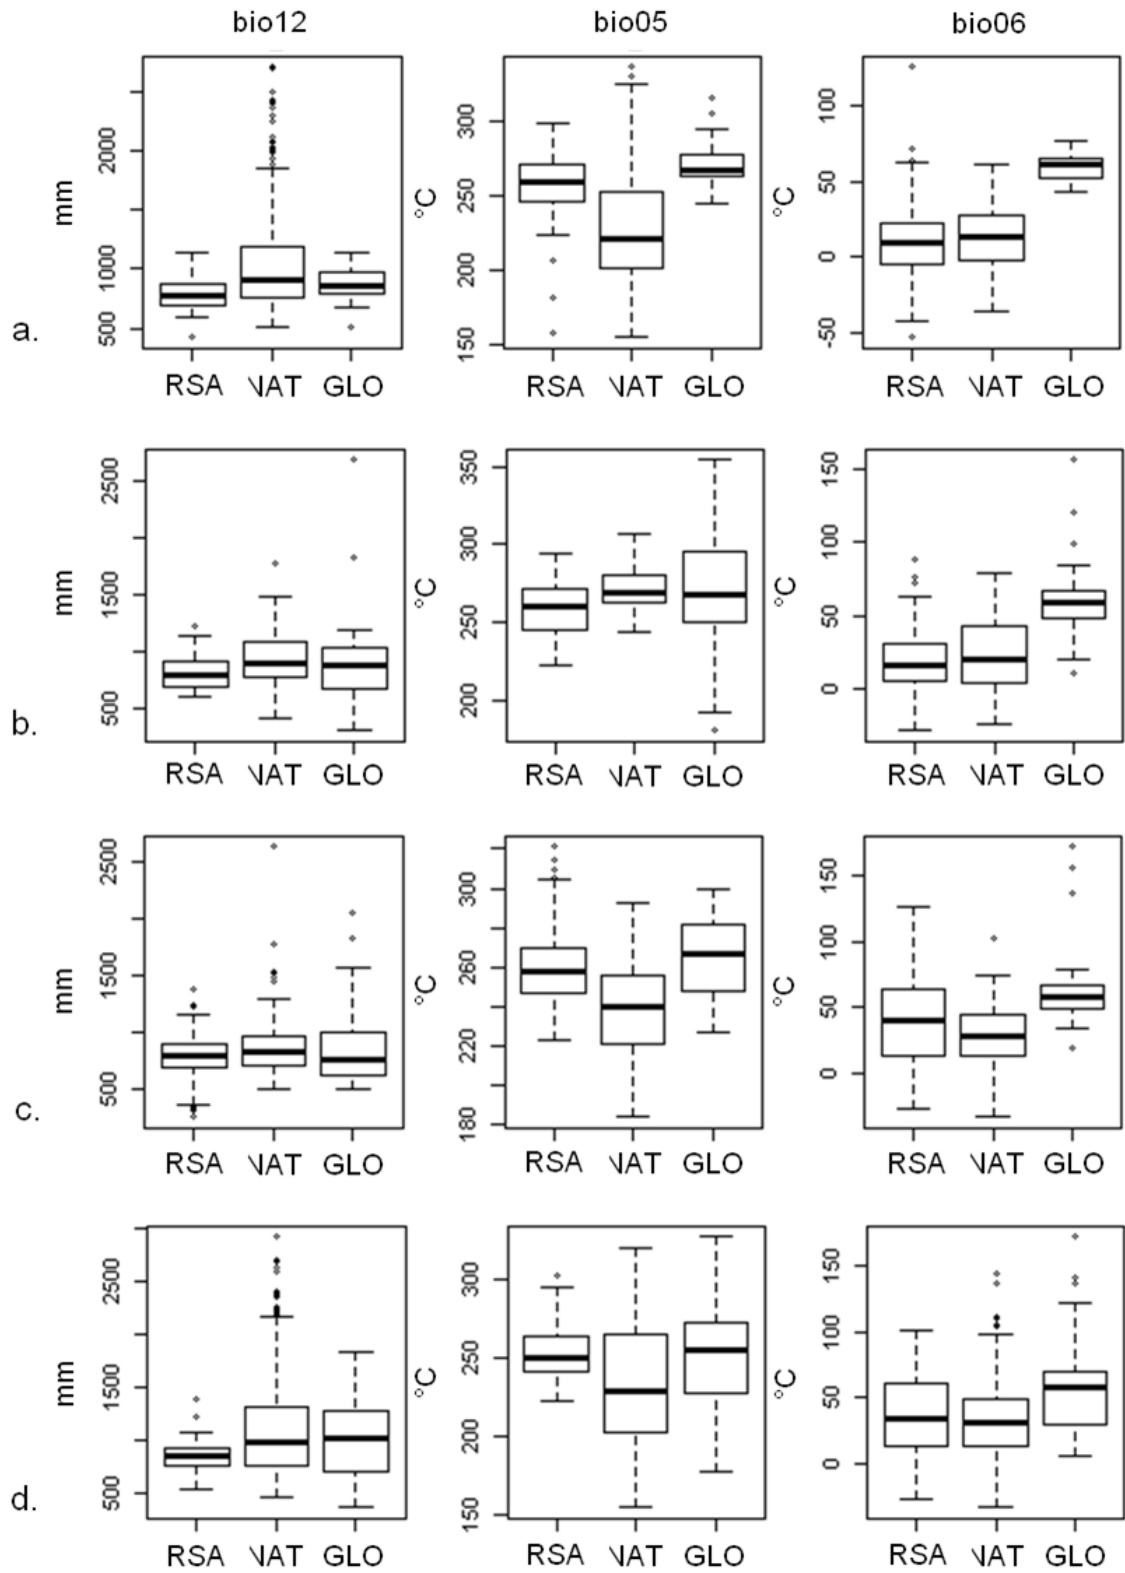 bio12 bio05 bio06
a.
mm
500 1000 2000
RSA NAT GLO
°C
150 200 250 300
RSA NAT GLO
°C
-50 0 50 100
RSA NAT GLO
b.
mm
500 1500 2500
RSA NAT GLO
°C
200 250 300 350
RSA NAT GLO
°C
0 50 100 150
RSA NAT GLO
c.
mm
500 1500 2500
RSA NAT GLO
°C
180 220 260 300
RSA NAT GLO
°C
0 50 100 150
RSA NAT GLO
d.
mm
500 1500 2500
RSA NAT GLO
°C
150 200 250 300
RSA NAT GLO
°C
0 50 100 150
RSA NAT GLO